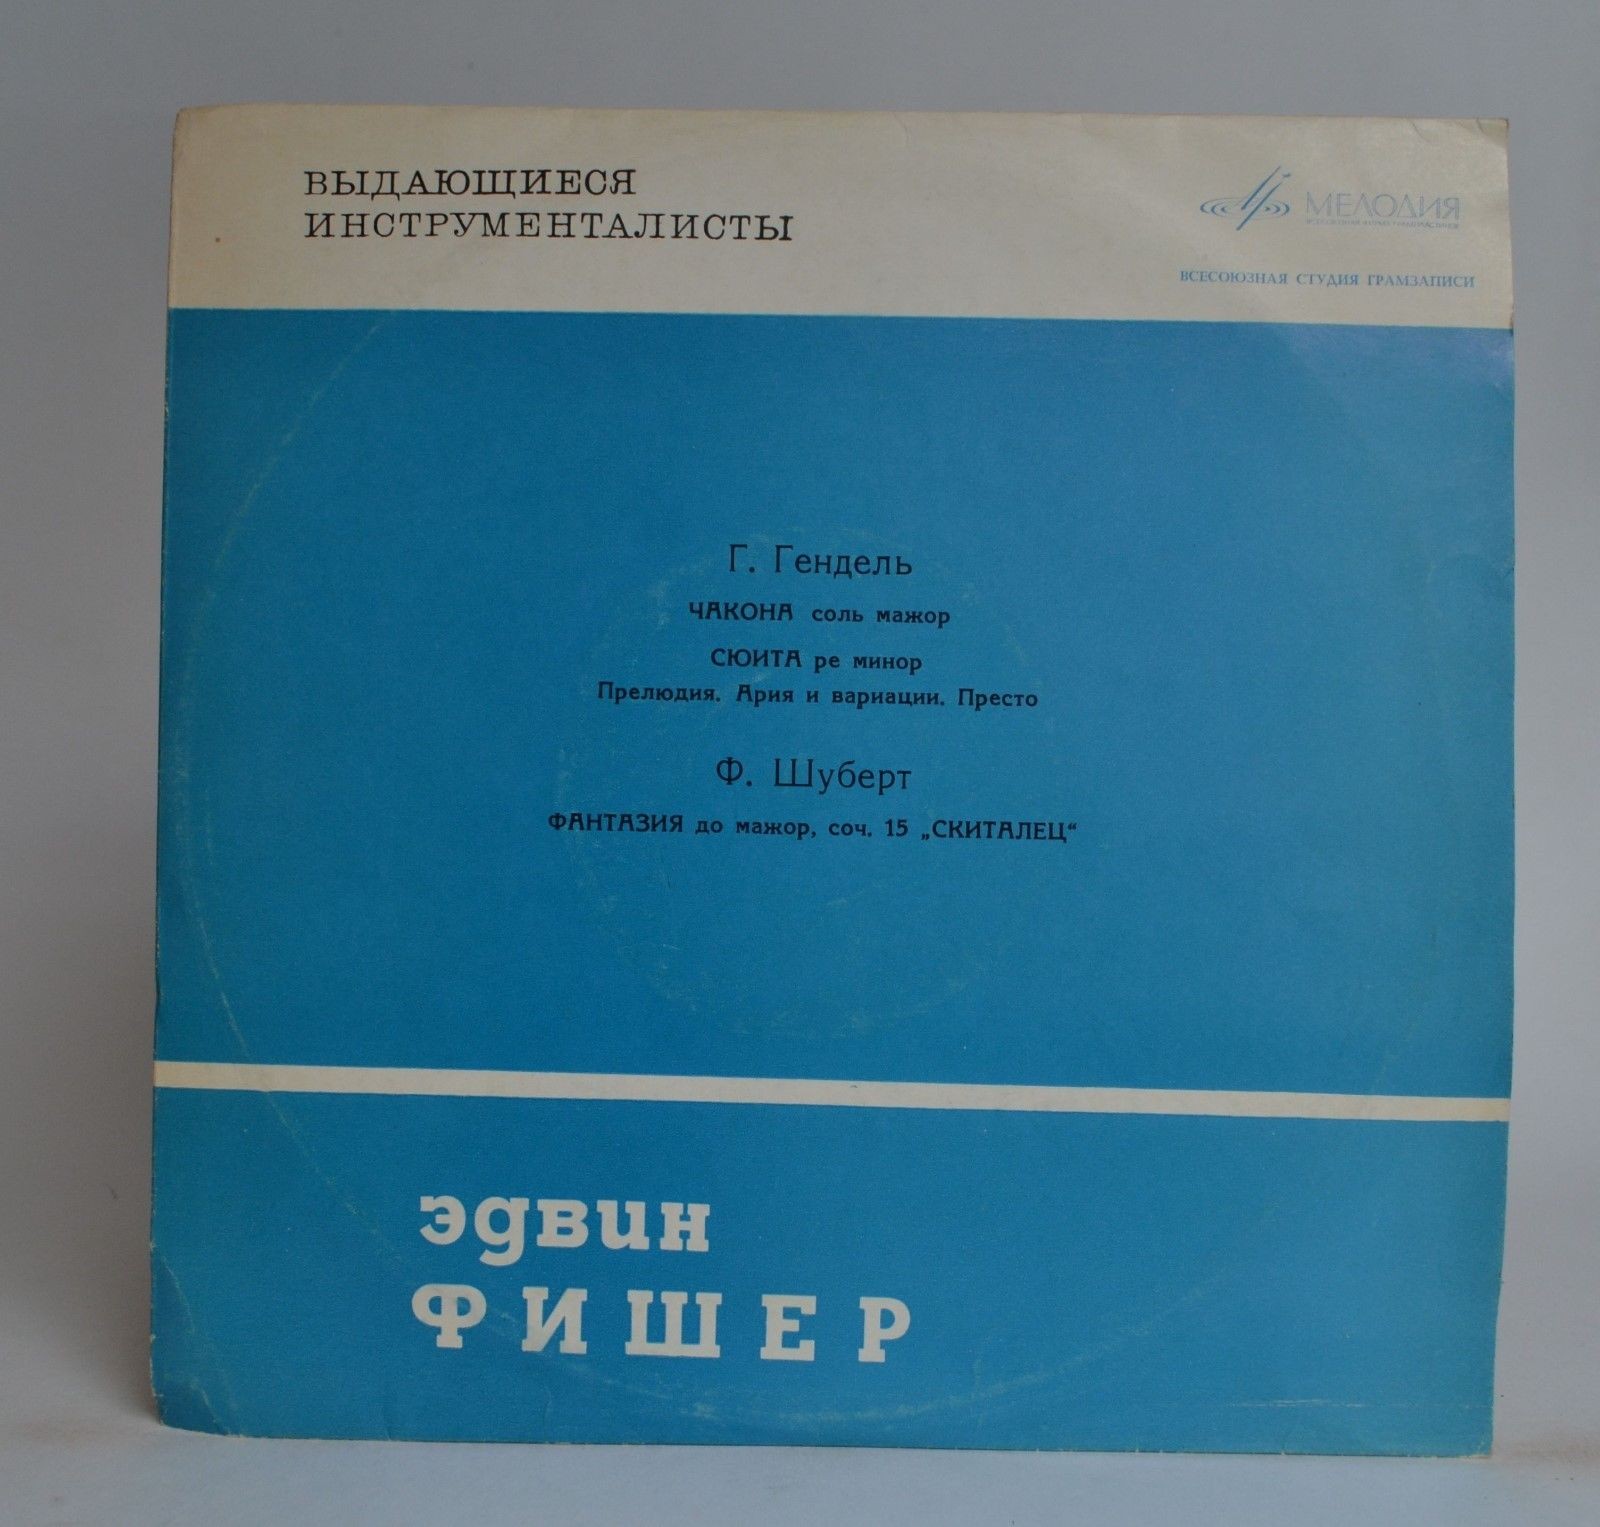 ВЫДАЮЩИЕСЯ
ИНСТРУМЕНТАЛИСТЫ
МЕЛОДИЯ
ВСЕСОЮЗНАЯ СТУДИЯ ГРАМЗАПИСИ
Г. Гендель
ЧАКОНА соль мажор
СЮИТА ре минор
Прелюдия. Ария и вариации. Престо
Ф. Шуберт
ФАНТАЗИЯ до мажор, соч. 15 „СКИТАЛЕЦ“
эдвин
ФИШЕР